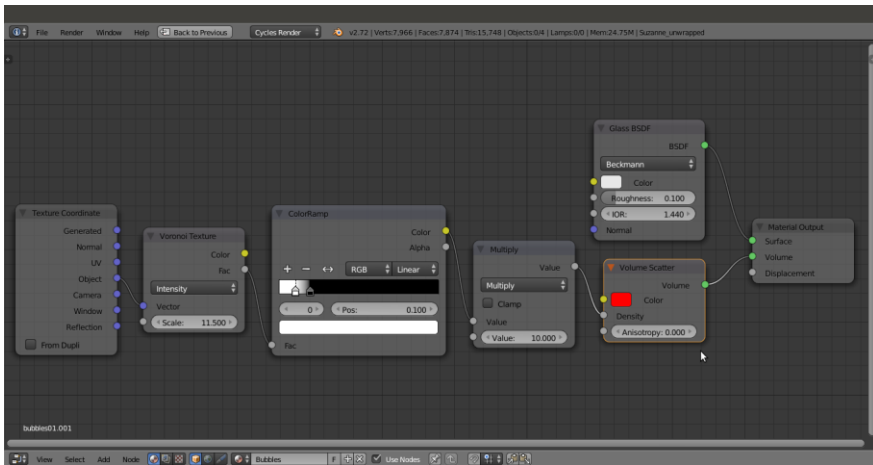 File Render Window Help Back to Previous Cycles Render v2.72 | Verts:7,966 | Faces:7,874 | Tris:15,748 | Objects:0/4 | Lamps:0/0 | Mem:24.75M | Suzanne_unwrapped
Glass BSDF
BSDF
Beckmann
Color
Roughness: 0.100
IOR: 1.440
Normal
Texture Coordinate
Generated
Normal
UV
Object
Camera
Window
Reflection
From Dupli
Voronoi Texture
Color
Fac
Intensity
Vector
Scale: 11.500
ColorRamp
Color
Alpha
RGB Linear
0 Pos: 0.100
Fac
Multiply
Value
Multiply
Clamp
Value
Value: 10.000
Volume Scatter
Volume
Color
Density
Anisotropy: 0.000
Material Output
Surface
Volume
Displacement
bubbles01.001
View Select Add Node Bubbles F Use Nodes